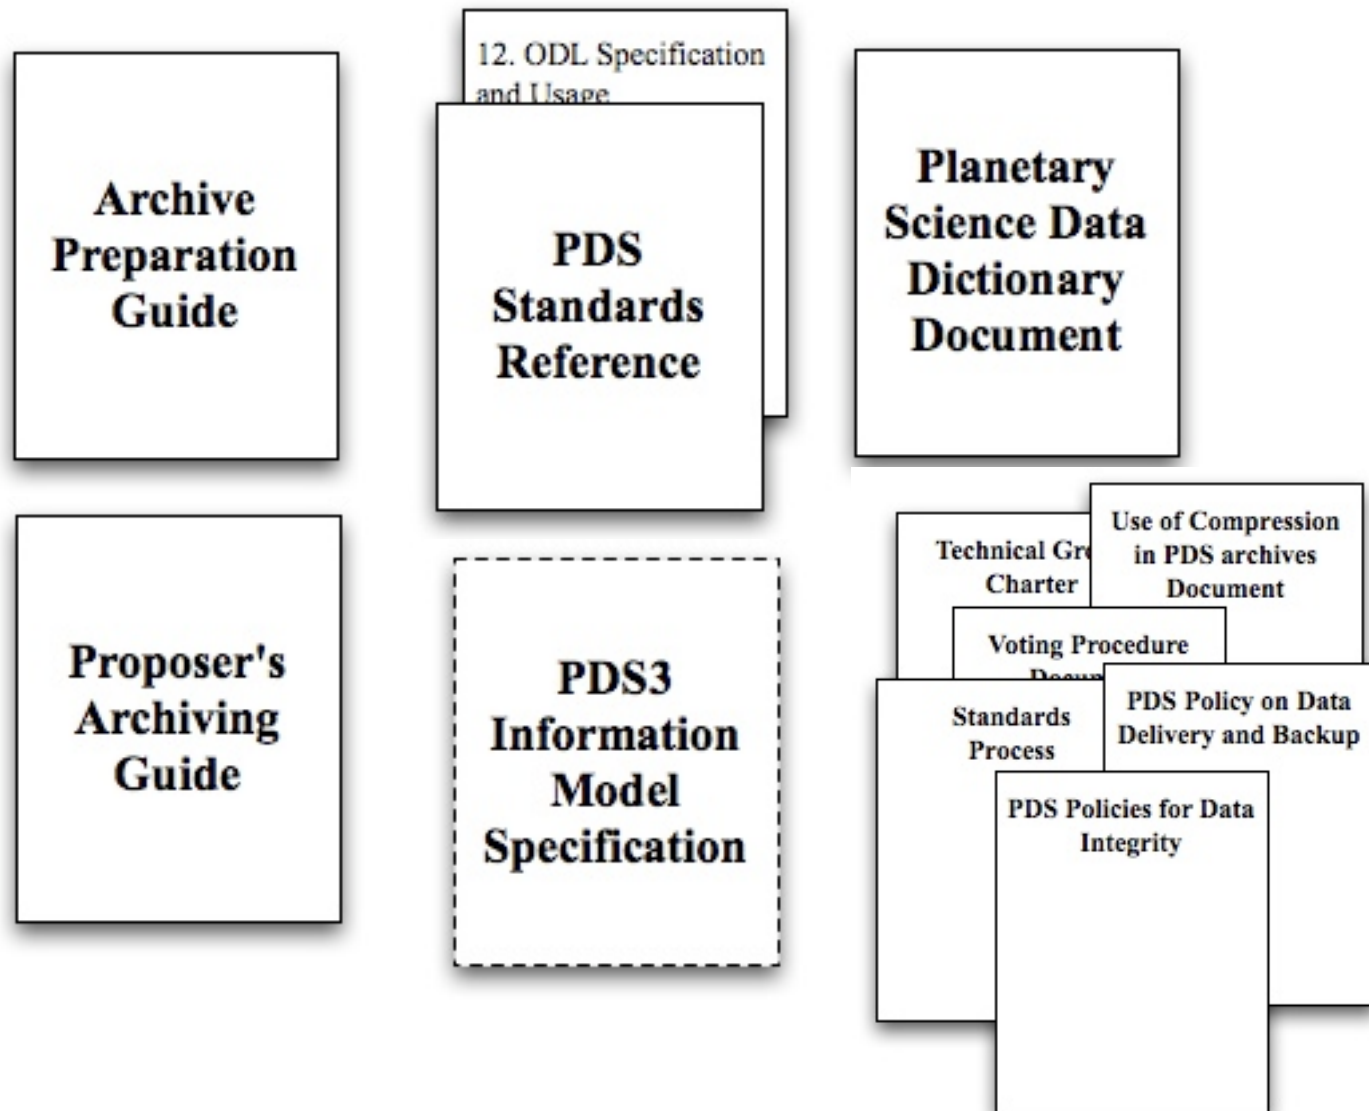 12. ODL Specification
and Usage
Archive
Preparation
Guide
PDS
Standards
Reference
Planetary
Science Data
Dictionary
Document
Proposer's
Archiving
Guide
PDS3
Information
Model
Specification
Technical
Charter
Use of Compression
in PDS archives
Document
Voting Procedure
Standards
Process
PDS Policy on Data
Delivery and Backup
PDS Policies for Data
Integrity